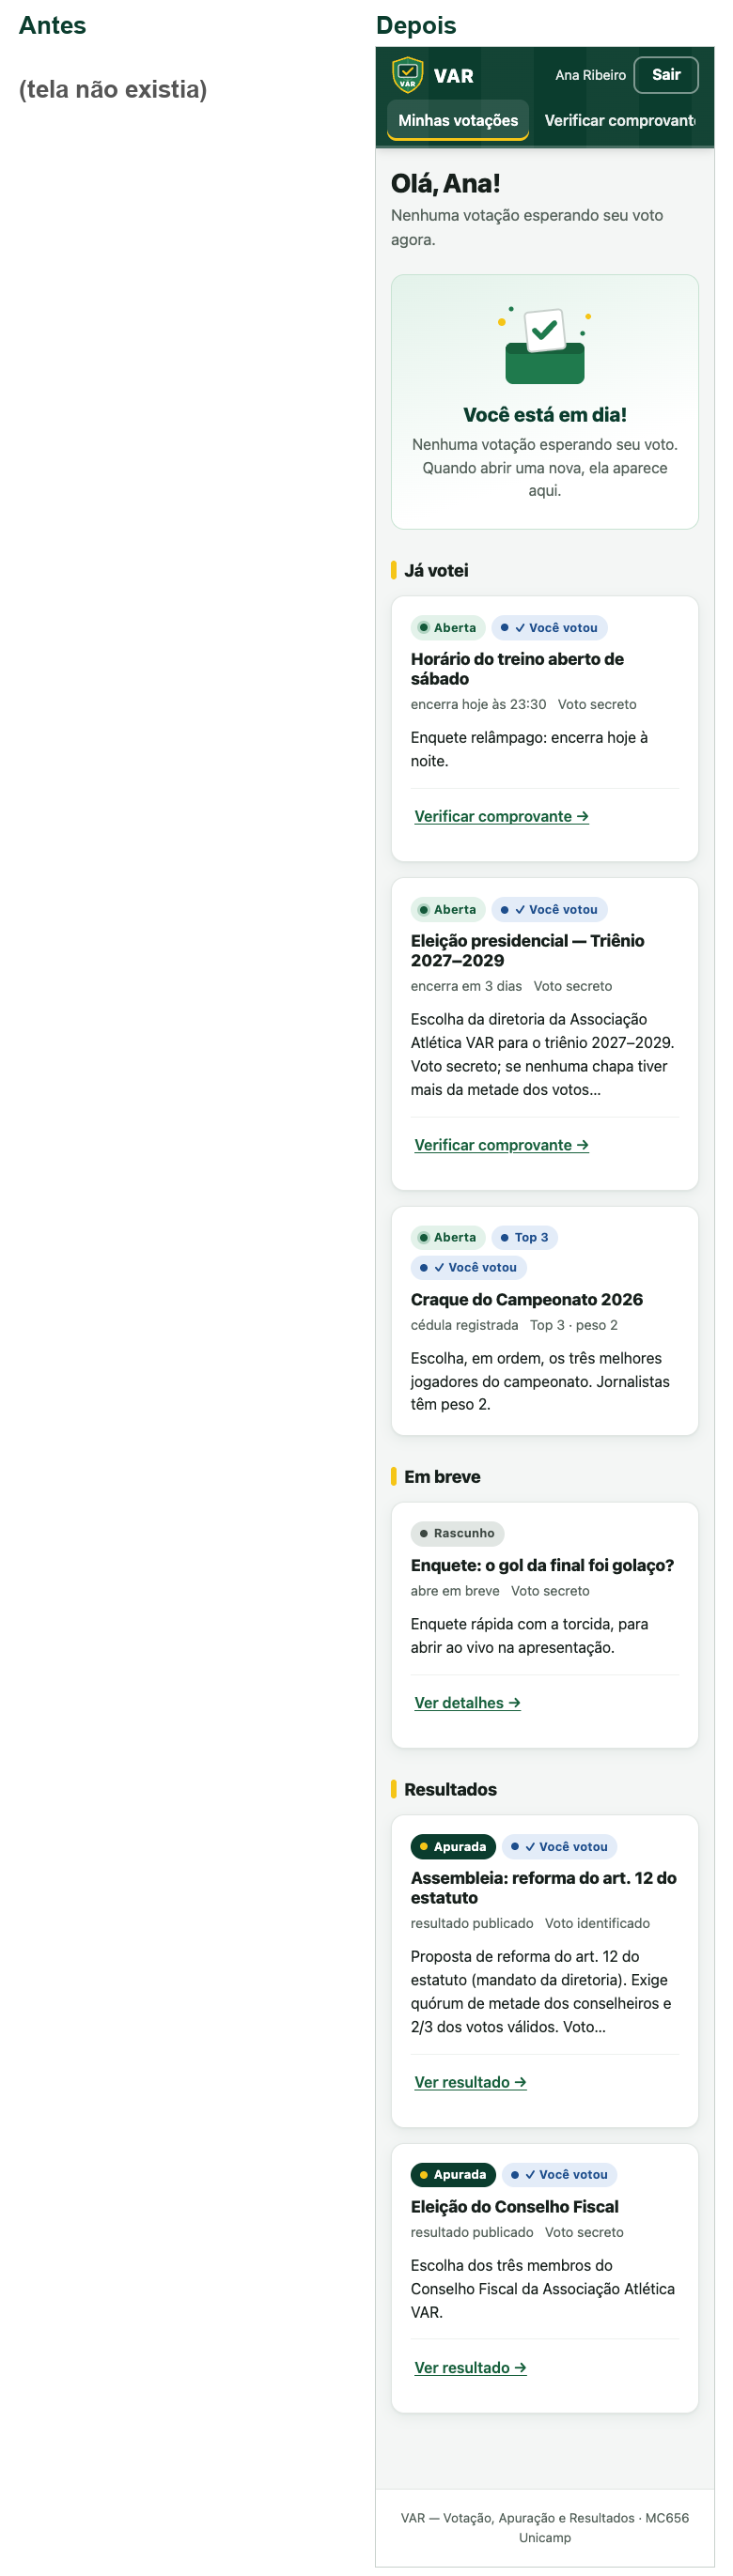 Antes
(tela não existia)
Depois
VAR
VAR
Ana Ribeiro
Sair
Minhas votações
Verificar comprovante
Olá, Ana!
Nenhuma votação esperando seu voto
agora.
Você está em dia!
Nenhuma votação esperando seu voto.
Quando abrir uma nova, ela aparece
aqui.
Já votei
Aberta
✓ Você votou
Horário do treino aberto de
sábado
encerra hoje às 23:30 Voto secreto
Enquete relâmpago: encerra hoje à
noite.
Verificar comprovante →
Aberta
✓ Você votou
Eleição presidencial — Triênio
2027–2029
encerra em 3 dias Voto secreto
Escolha da diretoria da Associação
Atlética VAR para o triênio 2027–2029.
Voto secreto; se nenhuma chapa tiver
mais da metade dos votos...
Verificar comprovante →
Aberta
Top 3
✓ Você votou
Craque do Campeonato 2026
cédula registrada Top 3 · peso 2
Escolha, em ordem, os três melhores
jogadores do campeonato. Jornalistas
têm peso 2.
Em breve
Rascunho
Enquete: o gol da final foi golaço?
abre em breve Voto secreto
Enquete rápida com a torcida, para
abrir ao vivo na apresentação.
Ver detalhes →
Resultados
Apurada
✓ Você votou
Assembleia: reforma do art. 12 do
estatuto
resultado publicado Voto identificado
Proposta de reforma do art. 12 do
estatuto (mandato da diretoria). Exige
quórum de metade dos conselheiros e
2/3 dos votos válidos. Voto...
Ver resultado →
Apurada
✓ Você votou
Eleição do Conselho Fiscal
resultado publicado Voto secreto
Escolha dos três membros do
Conselho Fiscal da Associação Atlética
VAR.
Ver resultado →
VAR — Votação, Apuração e Resultados · MC656
Unicamp